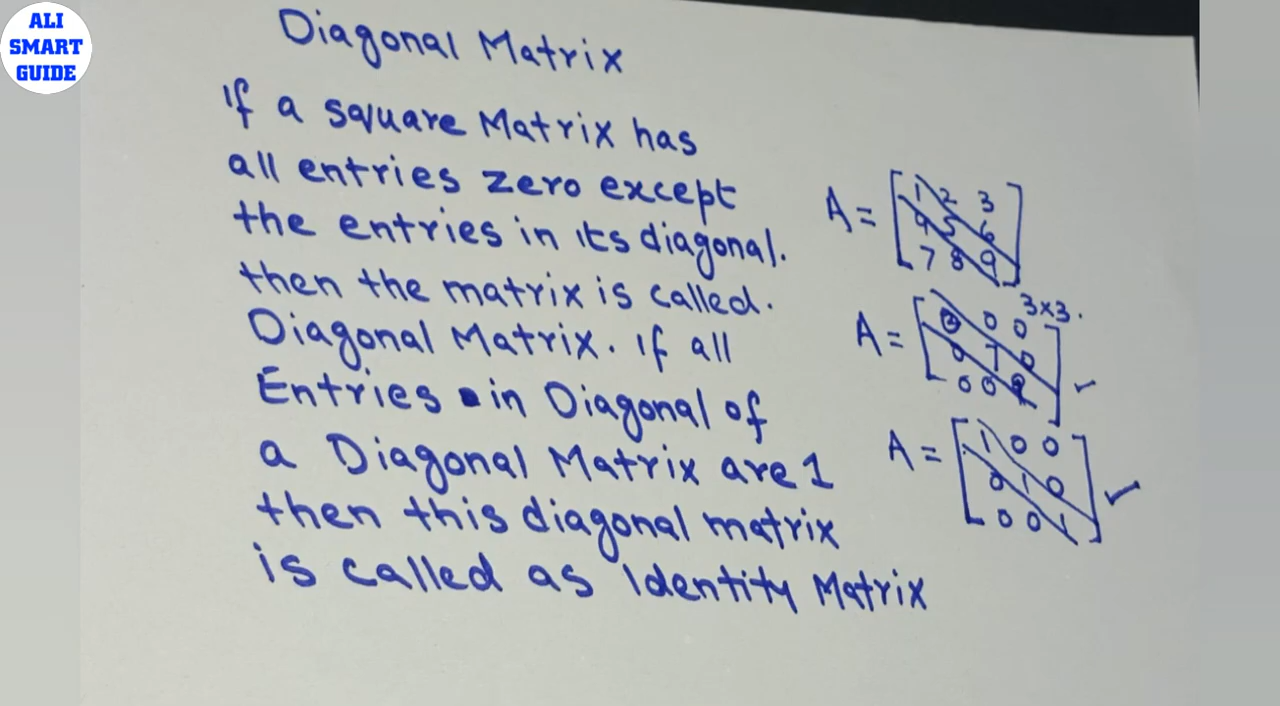 ALI
SMART
GUIDE
Diagonal Matrix
If a square Matrix has
all entries zero except
the entries in its diagonal.
then the matrix is called.
Diagonal Matrix. If all
Entries in Diagonal of
a Diagonal Matrix are 1
then this diagonal matrix
is called as Identity Matrix
A = [ 1 2 3
4 5 6
7 8 9 ]
3×3.
A = [ 0 0
0 7 0
0 0 9 ] ✓
A = [ 1 0 0
0 1 0
0 0 1 ] ✓